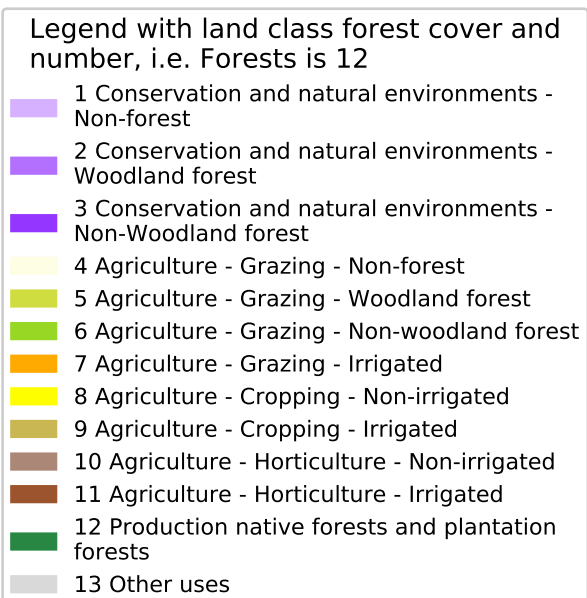 Legend with land class forest cover and
number, i.e. Forests is 12
1 Conservation and natural environments -
Non-forest
2 Conservation and natural environments -
Woodland forest
3 Conservation and natural environments -
Non-Woodland forest
4 Agriculture - Grazing - Non-forest
5 Agriculture - Grazing - Woodland forest
6 Agriculture - Grazing - Non-woodland forest
7 Agriculture - Grazing - Irrigated
8 Agriculture - Cropping - Non-irrigated
9 Agriculture - Cropping - Irrigated
10 Agriculture - Horticulture - Non-irrigated
11 Agriculture - Horticulture - Irrigated
12 Production native forests and plantation
forests
13 Other uses